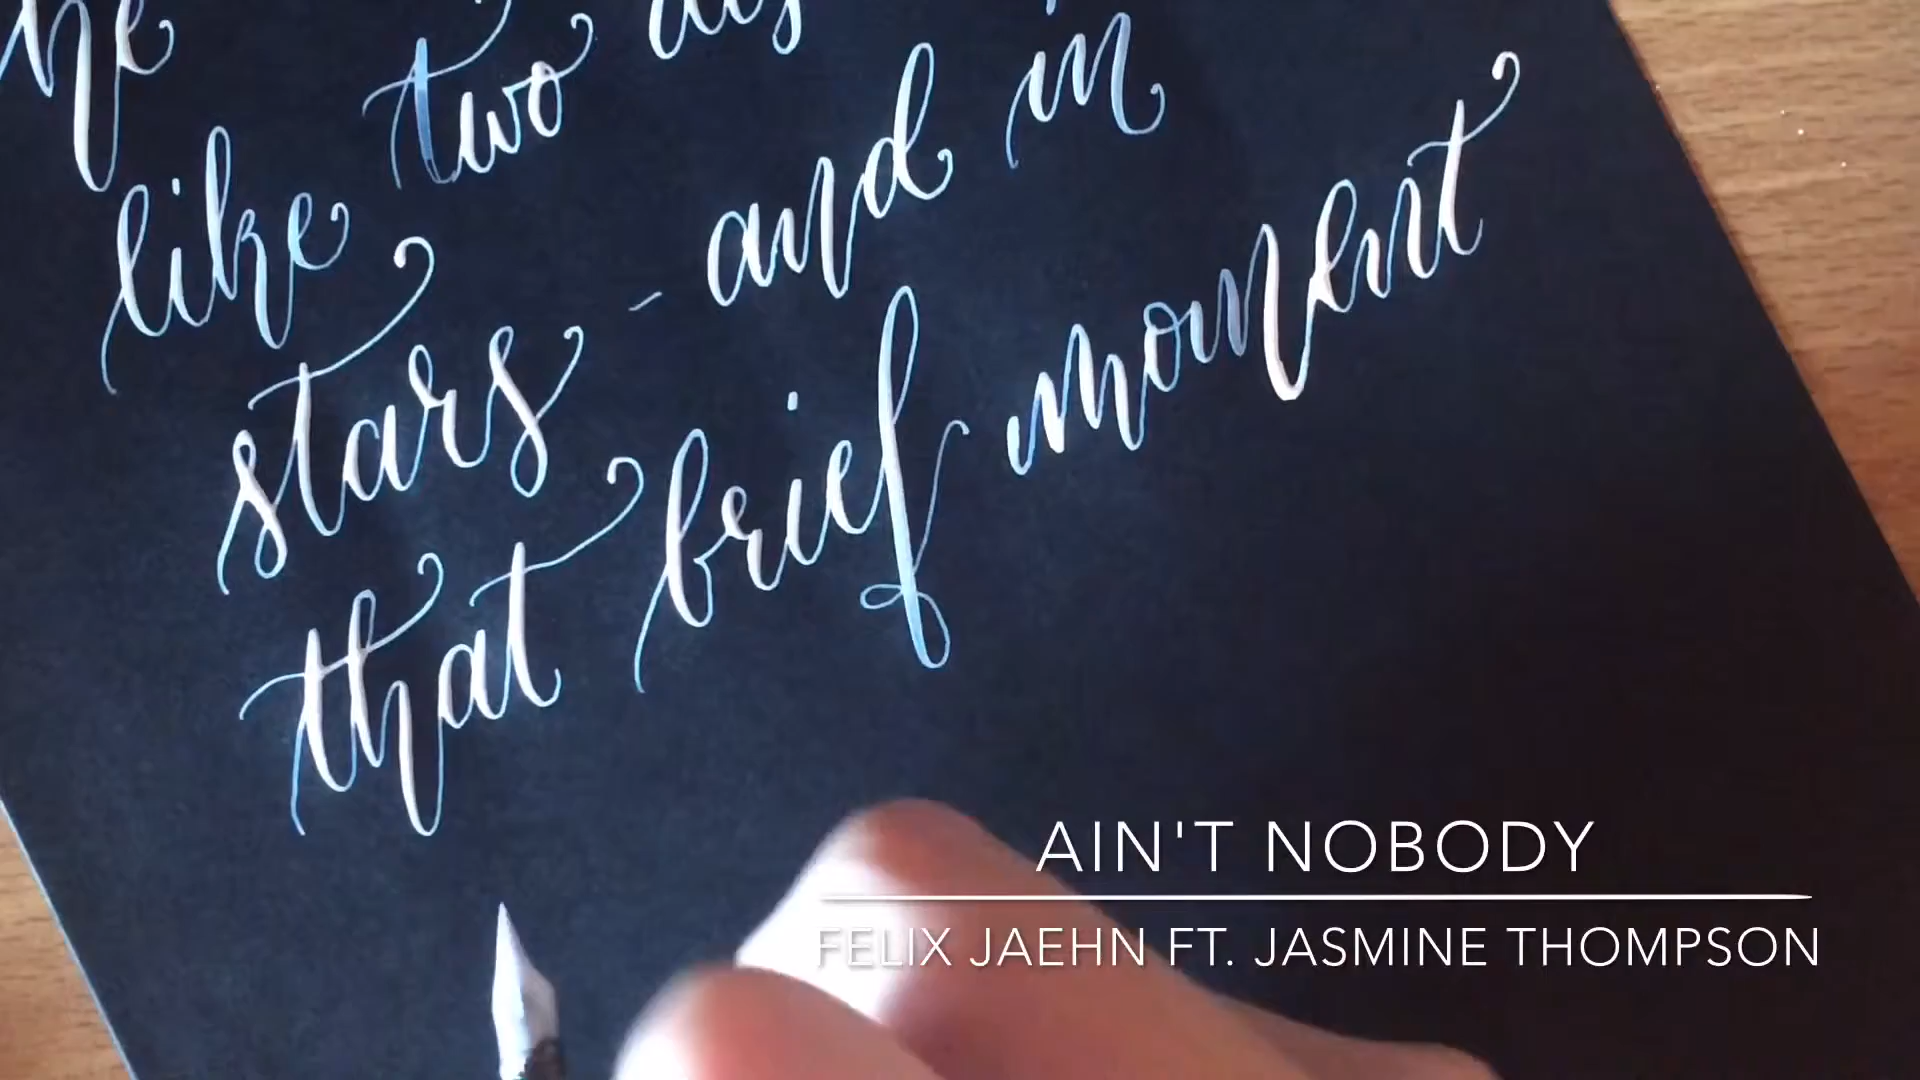 like two
stars - and in
that brief moment
AIN'T NOBODY
FELIX JAEHN FT. JASMINE THOMPSON